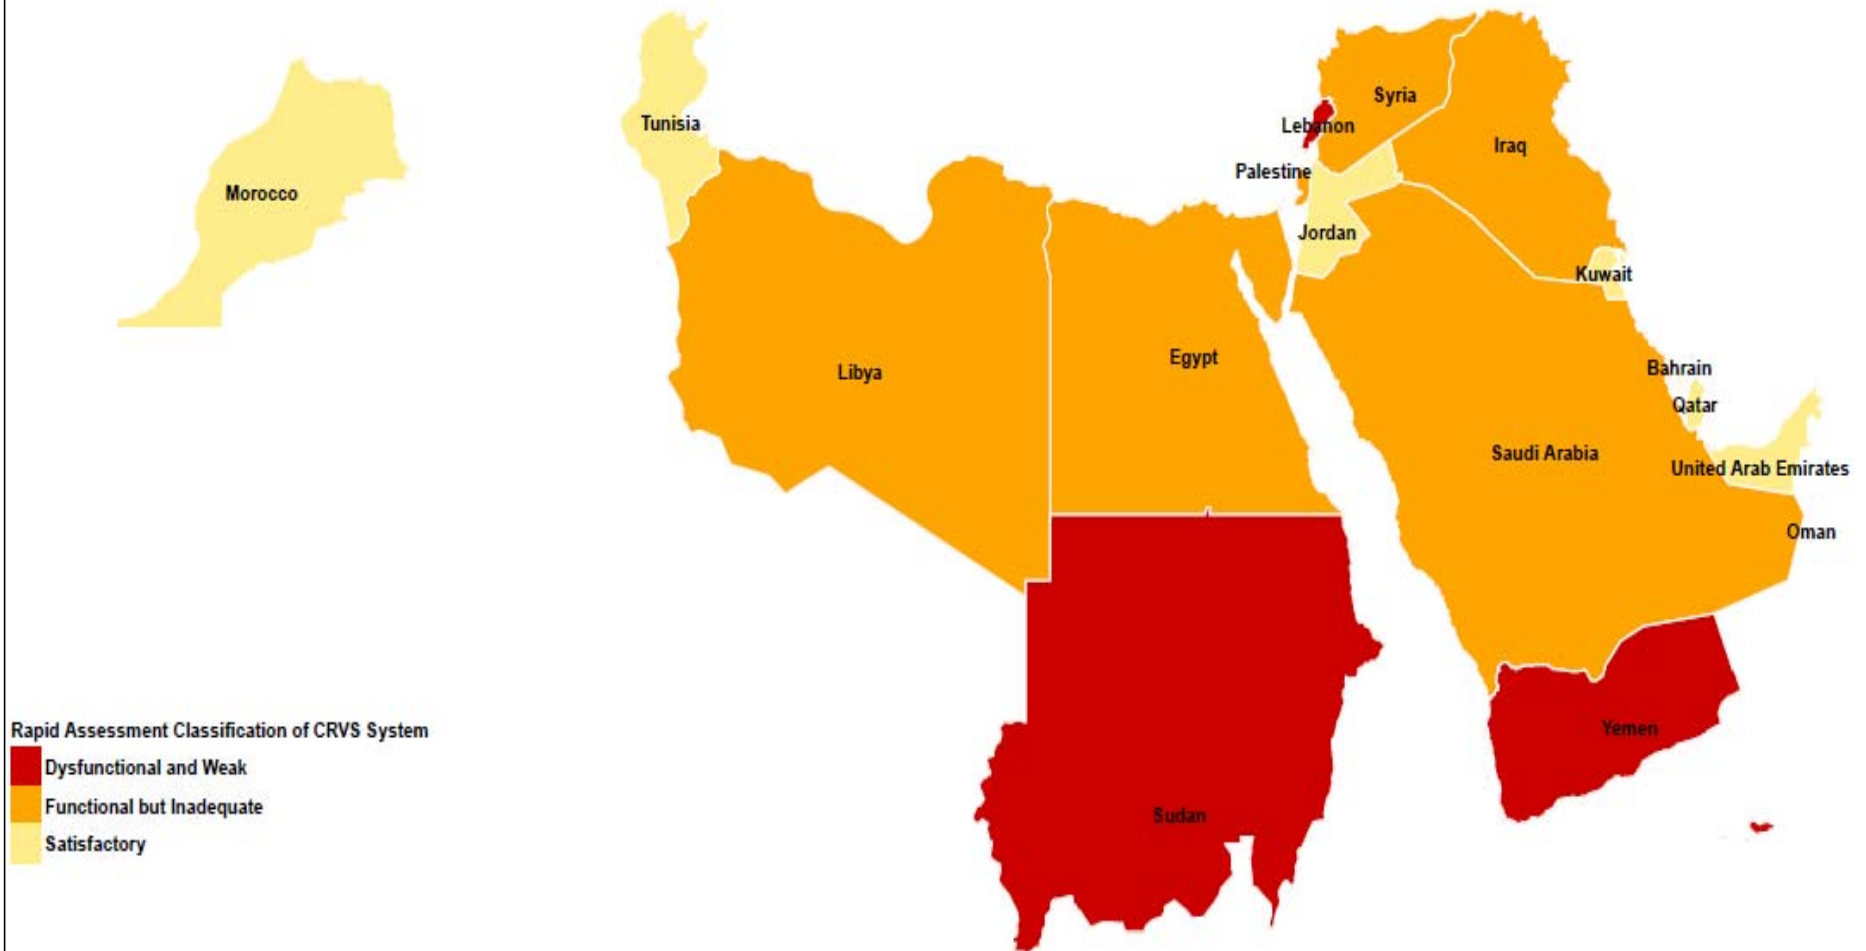 Syria
Tunisia
Lebanon
Iraq
Palestine
Morocco
Jordan
Kuwait
Egypt
Bahrain
Libya
Qatar
Saudi Arabia
United Arab Emirates
Oman
Yemen
Rapid Assessment Classification of CRVS System
Dysfunctional and Weak
Functional but Inadequate
Sudan
Satisfactory